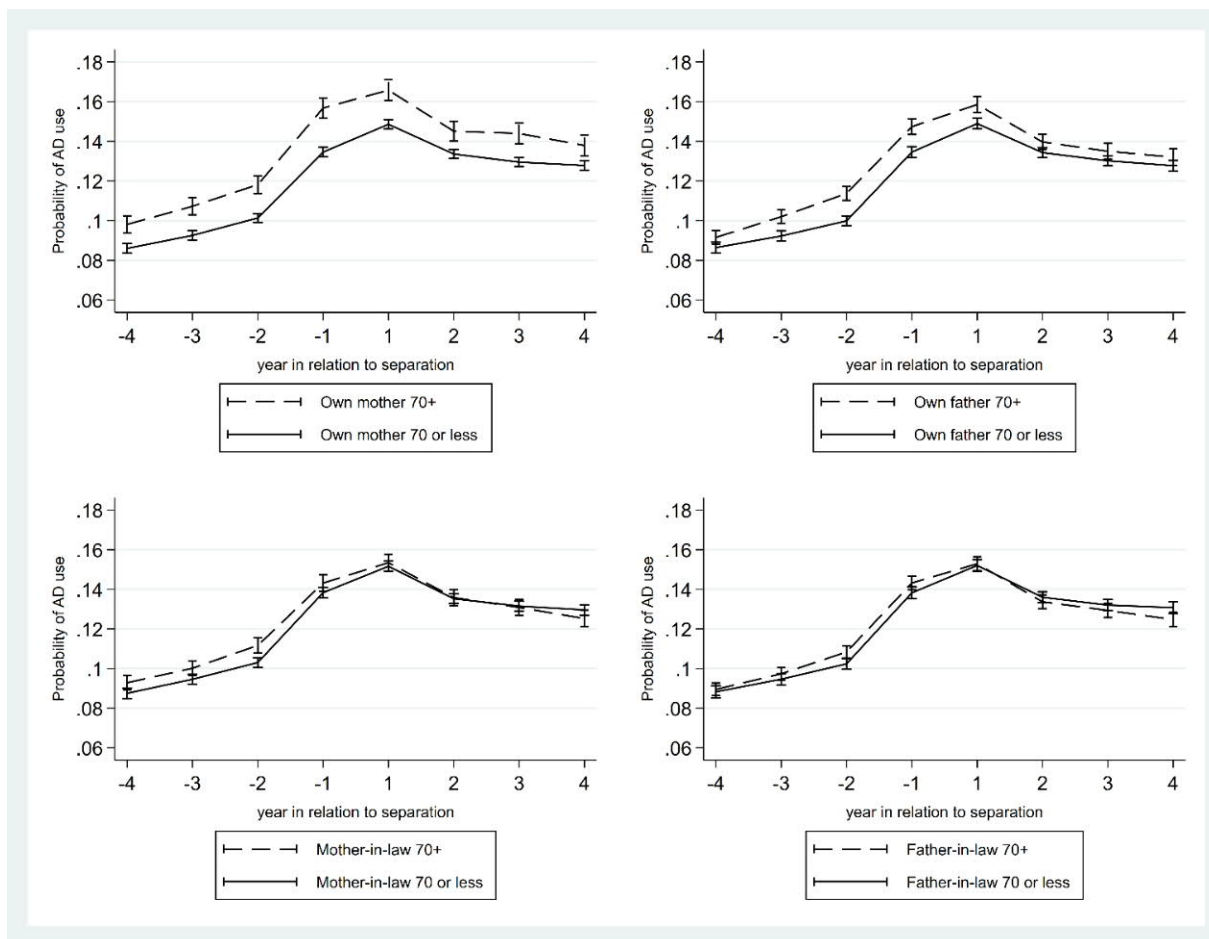 .18
.16
.14
.12
.1
.08
.06
Probability of AD use
-4 -3 -2 -1 1 2 3 4
year in relation to separation
Own mother 70+
Own mother 70 or less
.18
.16
.14
.12
.1
.08
.06
Probability of AD use
-4 -3 -2 -1 1 2 3 4
year in relation to separation
Own father 70+
Own father 70 or less
.18
.16
.14
.12
.1
.08
.06
Probability of AD use
-4 -3 -2 -1 1 2 3 4
year in relation to separation
Mother-in-law 70+
Mother-in-law 70 or less
.18
.16
.14
.12
.1
.08
.06
Probability of AD use
-4 -3 -2 -1 1 2 3 4
year in relation to separation
Father-in-law 70+
Father-in-law 70 or less